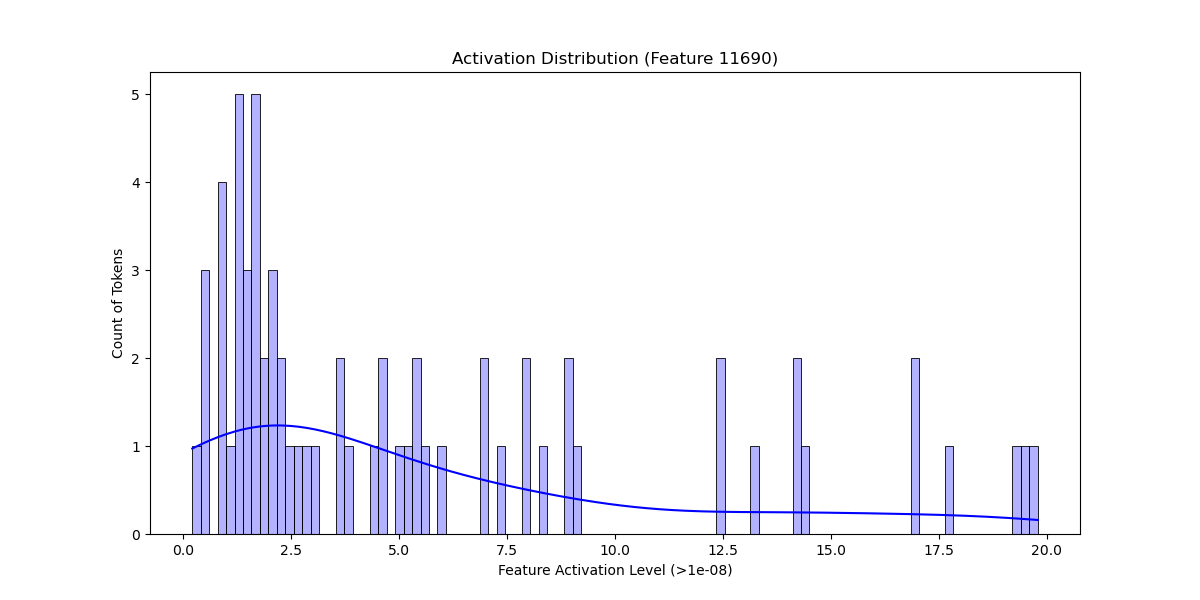 Activation Distribution (Feature 11690)
Count of Tokens
5
4
3
2
1
0
0.0 2.5 5.0 7.5 10.0 12.5 15.0 17.5 20.0
Feature Activation Level (>1e-08)